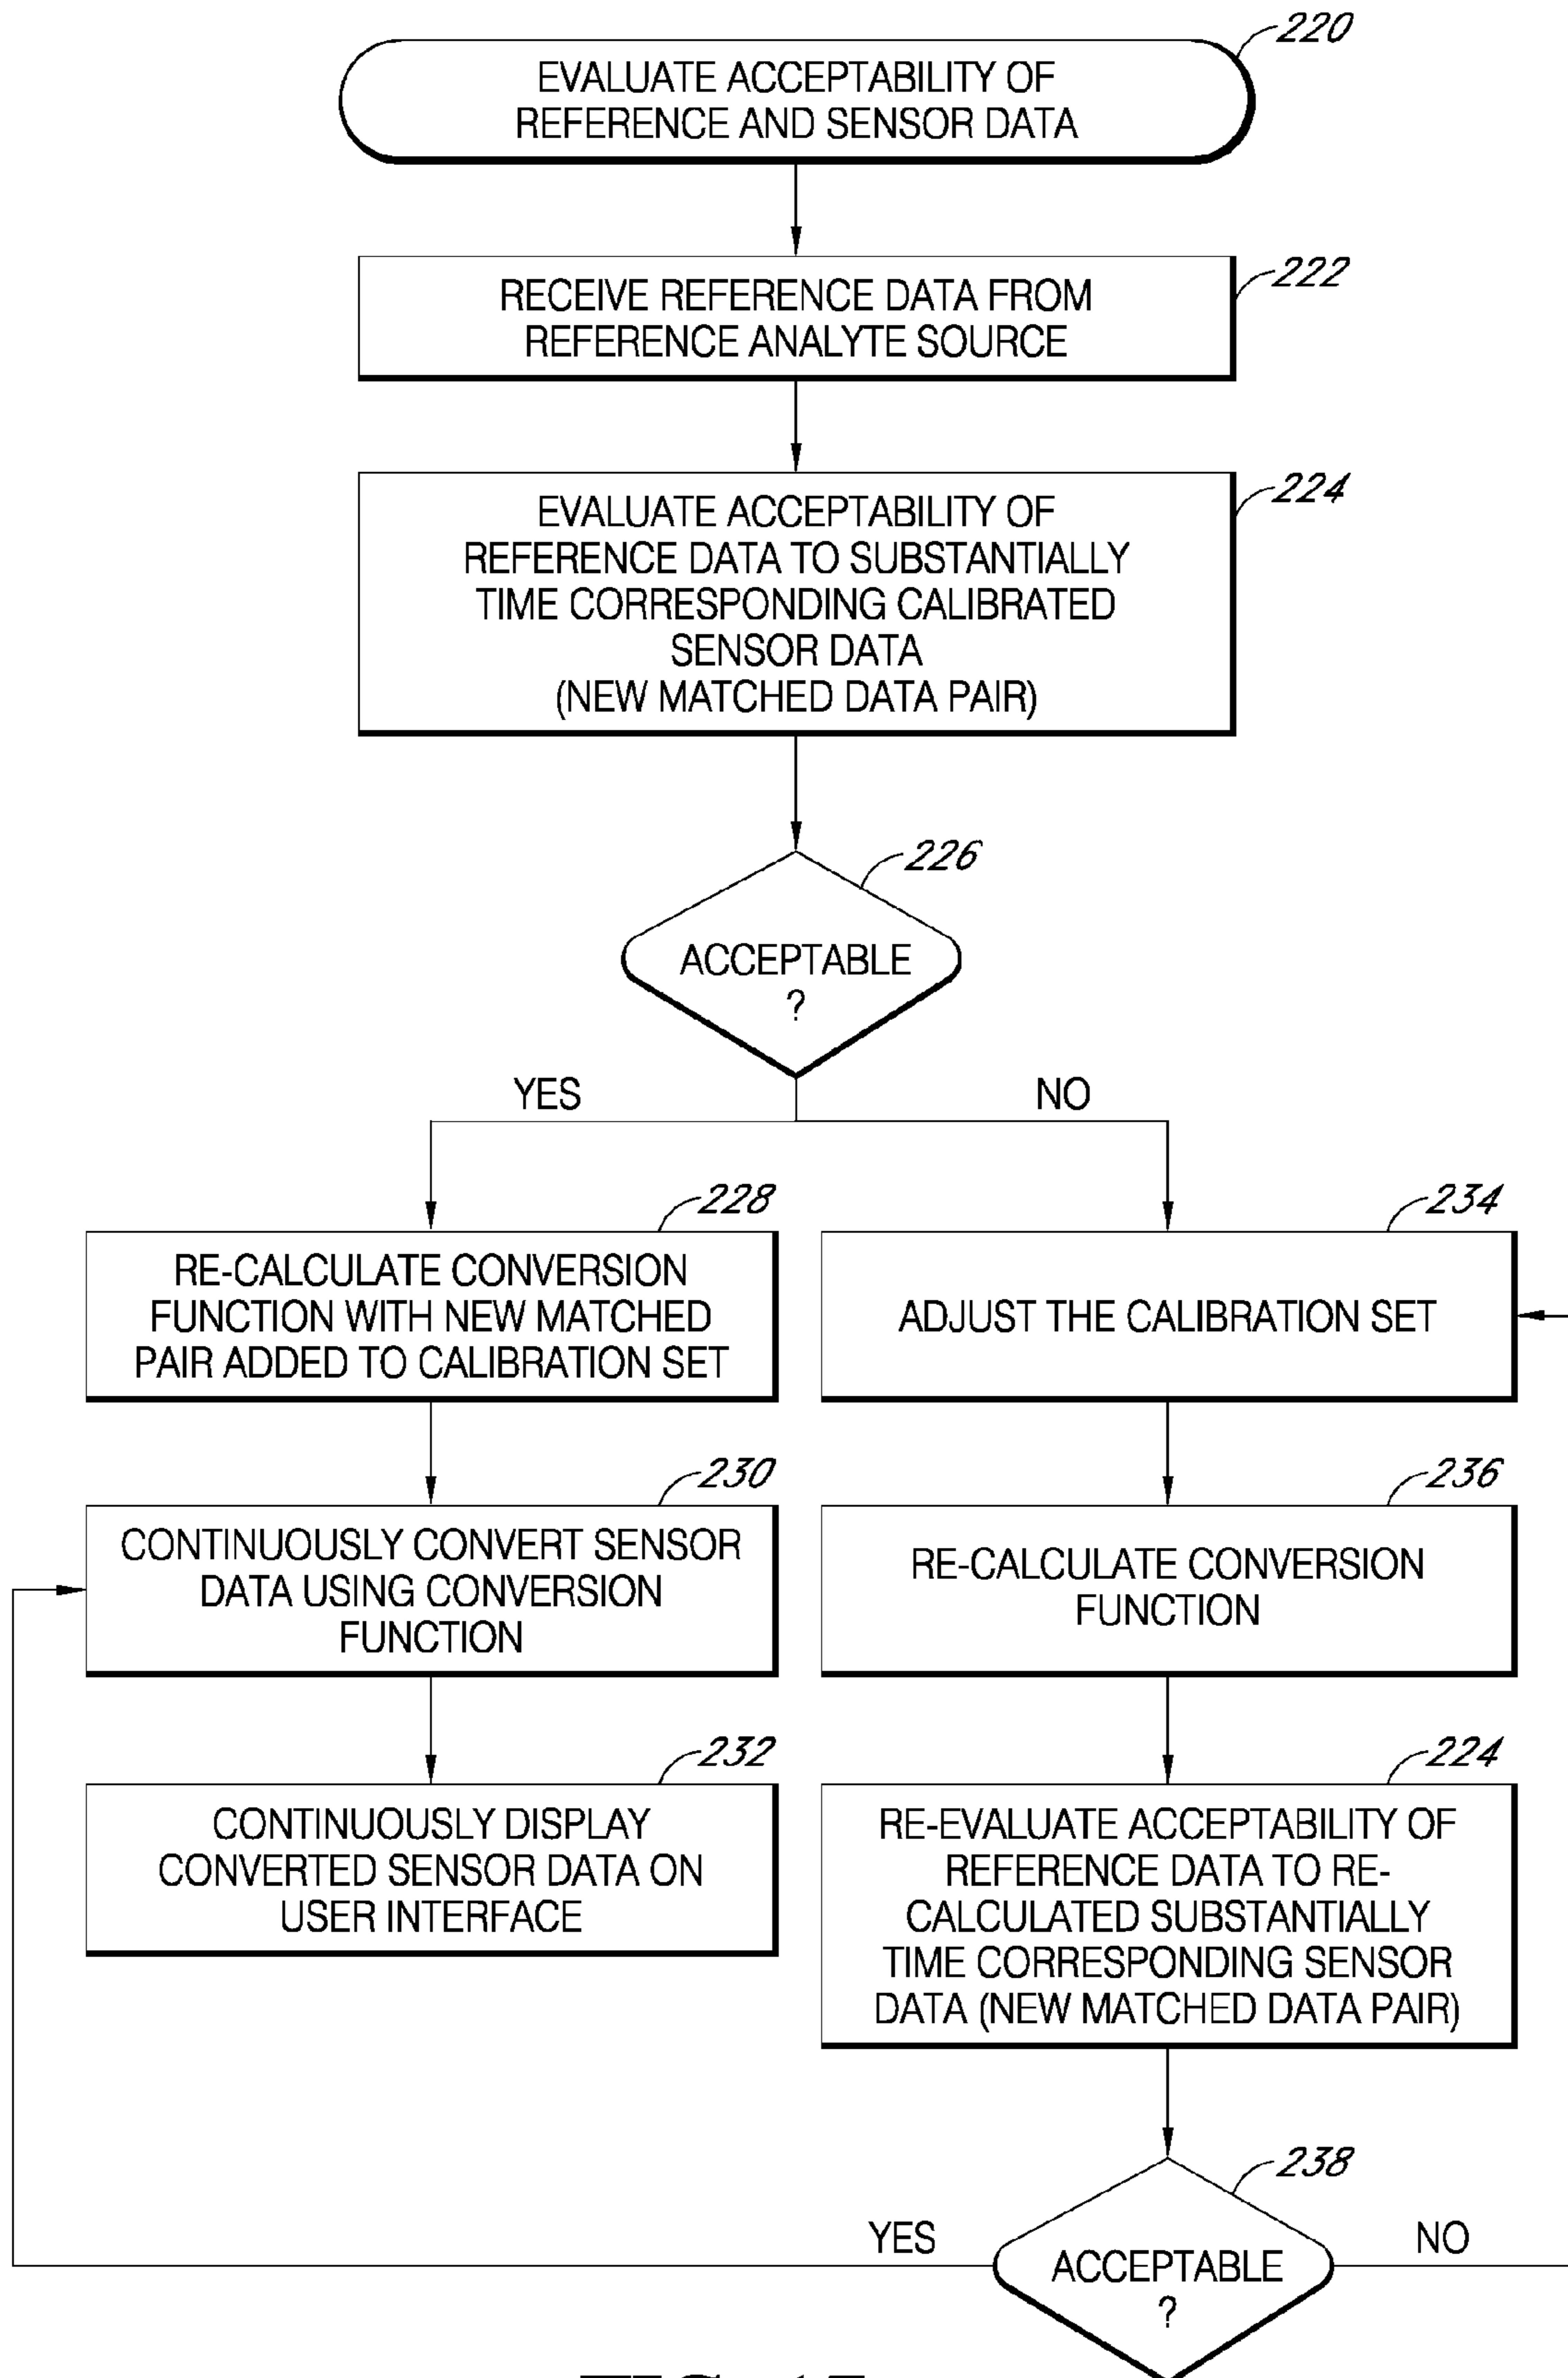 220
EVALUATE ACCEPTABILITY OF
REFERENCE AND SENSOR DATA
222
RECEIVE REFERENCE DATA FROM
REFERENCE ANALYTE SOURCE
224
EVALUATE ACCEPTABILITY OF
REFERENCE DATA TO SUBSTANTIALLY
TIME CORRESPONDING CALIBRATED
SENSOR DATA
(NEW MATCHED DATA PAIR)
226
ACCEPTABLE
?
YES
NO
228
RE-CALCULATE CONVERSION
FUNCTION WITH NEW MATCHED
PAIR ADDED TO CALIBRATION SET
234
ADJUST THE CALIBRATION SET
230
CONTINUOUSLY CONVERT SENSOR
DATA USING CONVERSION
FUNCTION
236
RE-CALCULATE CONVERSION
FUNCTION
232
CONTINUOUSLY DISPLAY
CONVERTED SENSOR DATA ON
USER INTERFACE
224
RE-EVALUATE ACCEPTABILITY OF
REFERENCE DATA TO RE-
CALCULATED SUBSTANTIALLY
TIME CORRESPONDING SENSOR
DATA (NEW MATCHED DATA PAIR)
238
YES
ACCEPTABLE
?
NO